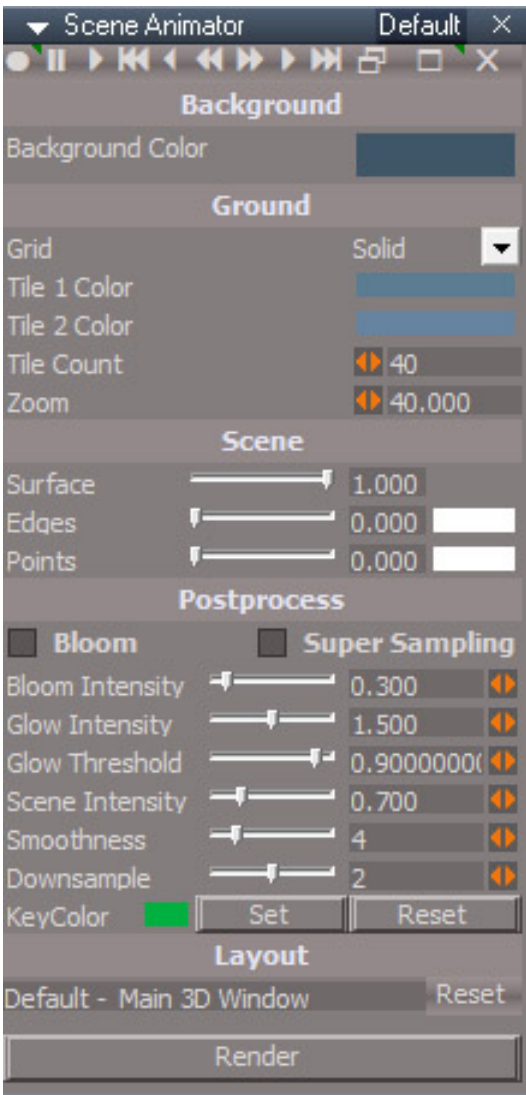 Scene Animator Default
Background
Background Color
Ground
Grid Solid
Tile 1 Color
Tile 2 Color
Tile Count 40
Zoom 40.000
Scene
Surface 1.000
Edges 0.000
Points 0.000
Postprocess
Bloom Super Sampling
Bloom Intensity 0.300
Glow Intensity 1.500
Glow Threshold 0.9000000(
Scene Intensity 0.700
Smoothness 4
Downsample 2
KeyColor Set Reset
Layout
Default - Main 3D Window Reset
Render